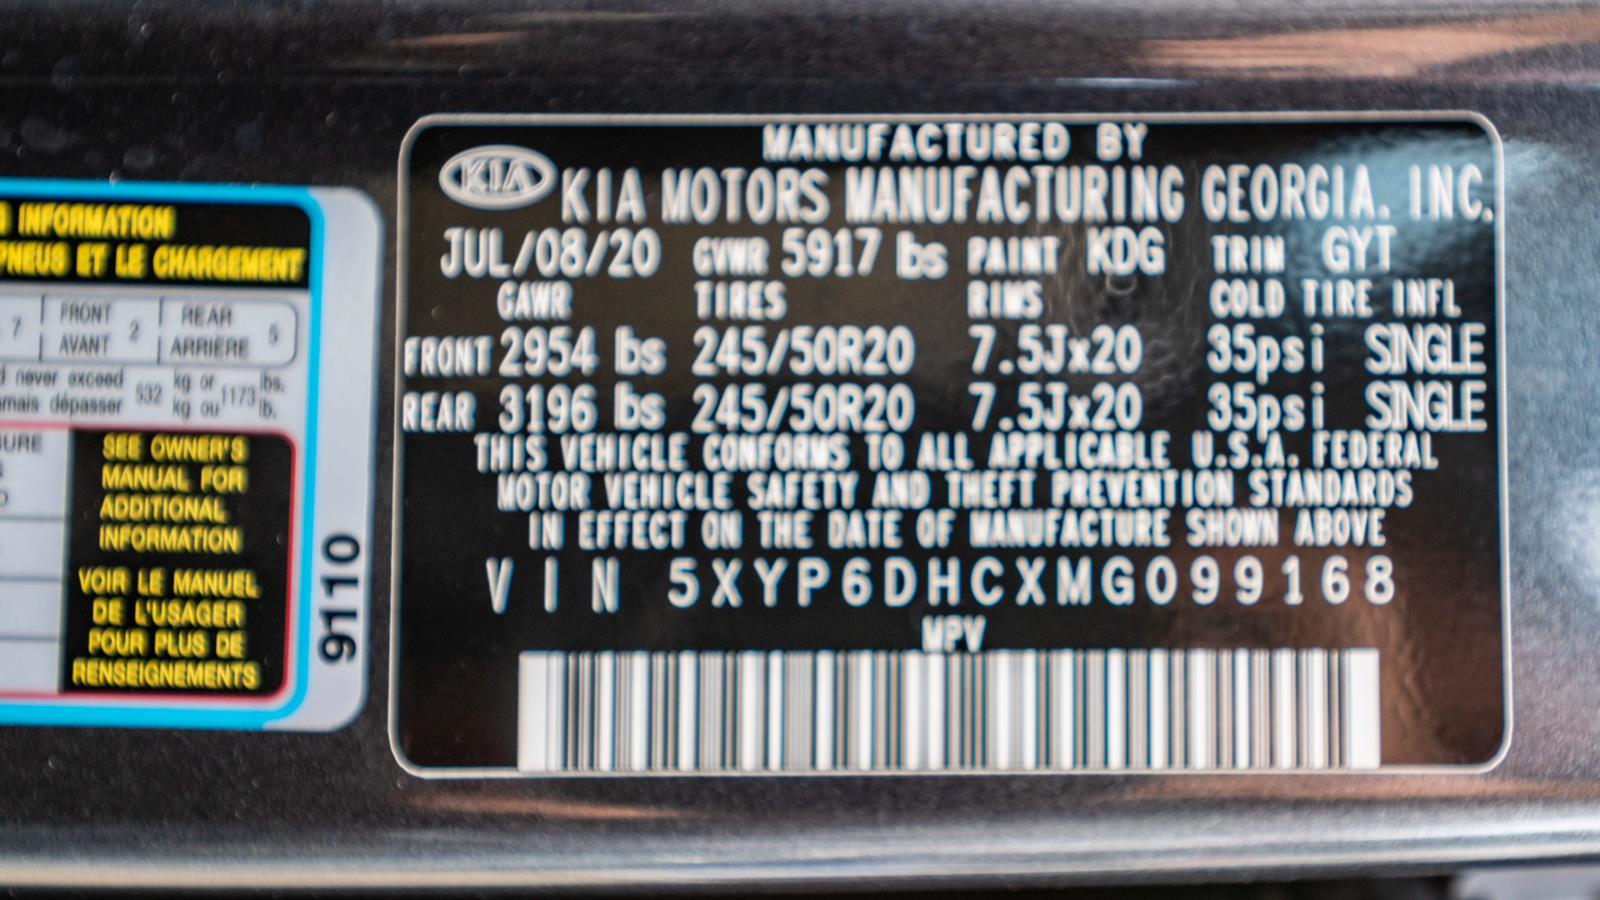 G INFORMATION
PNEUS ET LE CHARGEMENT
7 FRONT AVANT 2 REAR ARRIÈRE 5
never exceed 532 kg or 1173 lbs.
jamais dépasser kg ou lb.
SEE OWNER'S
MANUAL FOR
ADDITIONAL
INFORMATION
VOIR LE MANUEL
DE L'USAGER
POUR PLUS DE
RENSEIGNEMENTS
9110
MANUFACTURED BY
KIA KIA MOTORS MANUFACTURING GEORGIA. INC.
JUL/08/20 GVWR 5917 lbs PAINT KDG TRIM GYT
GAWR TIRES RIMS COLD TIRE INFL
FRONT 2954 lbs 245/50R20 7.5Jx20 35psi SINGLE
REAR 3196 lbs 245/50R20 7.5Jx20 35psi SINGLE
THIS VEHICLE CONFORMS TO ALL APPLICABLE U.S.A. FEDERAL
MOTOR VEHICLE SAFETY AND THEFT PREVENTION STANDARDS
IN EFFECT ON THE DATE OF MANUFACTURE SHOWN ABOVE
VIN 5XYP6DHCXMG099168
MPV